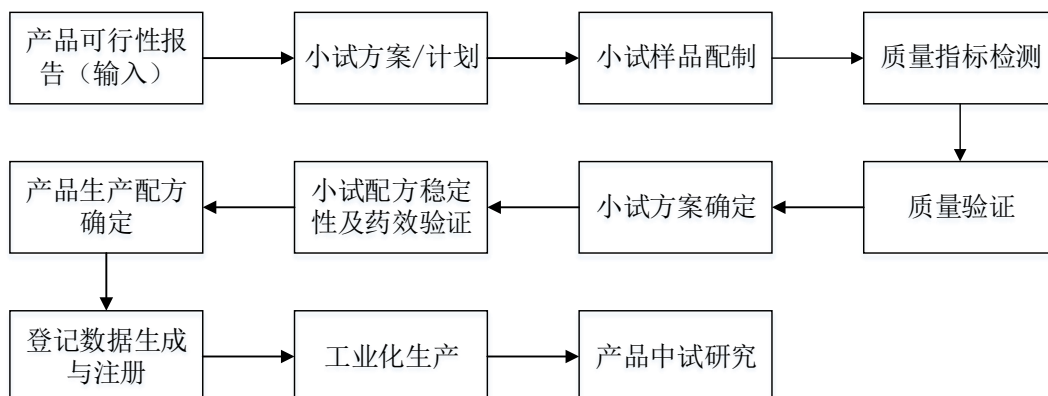 产品可行性报
告（输入）
小试方案/计划
小试样品配制
质量指标检测
质量验证
小试方案确定
小试配方稳定
性及药效验证
产品生产配方
确定
登记数据生成
与注册
工业化生产
产品中试研究